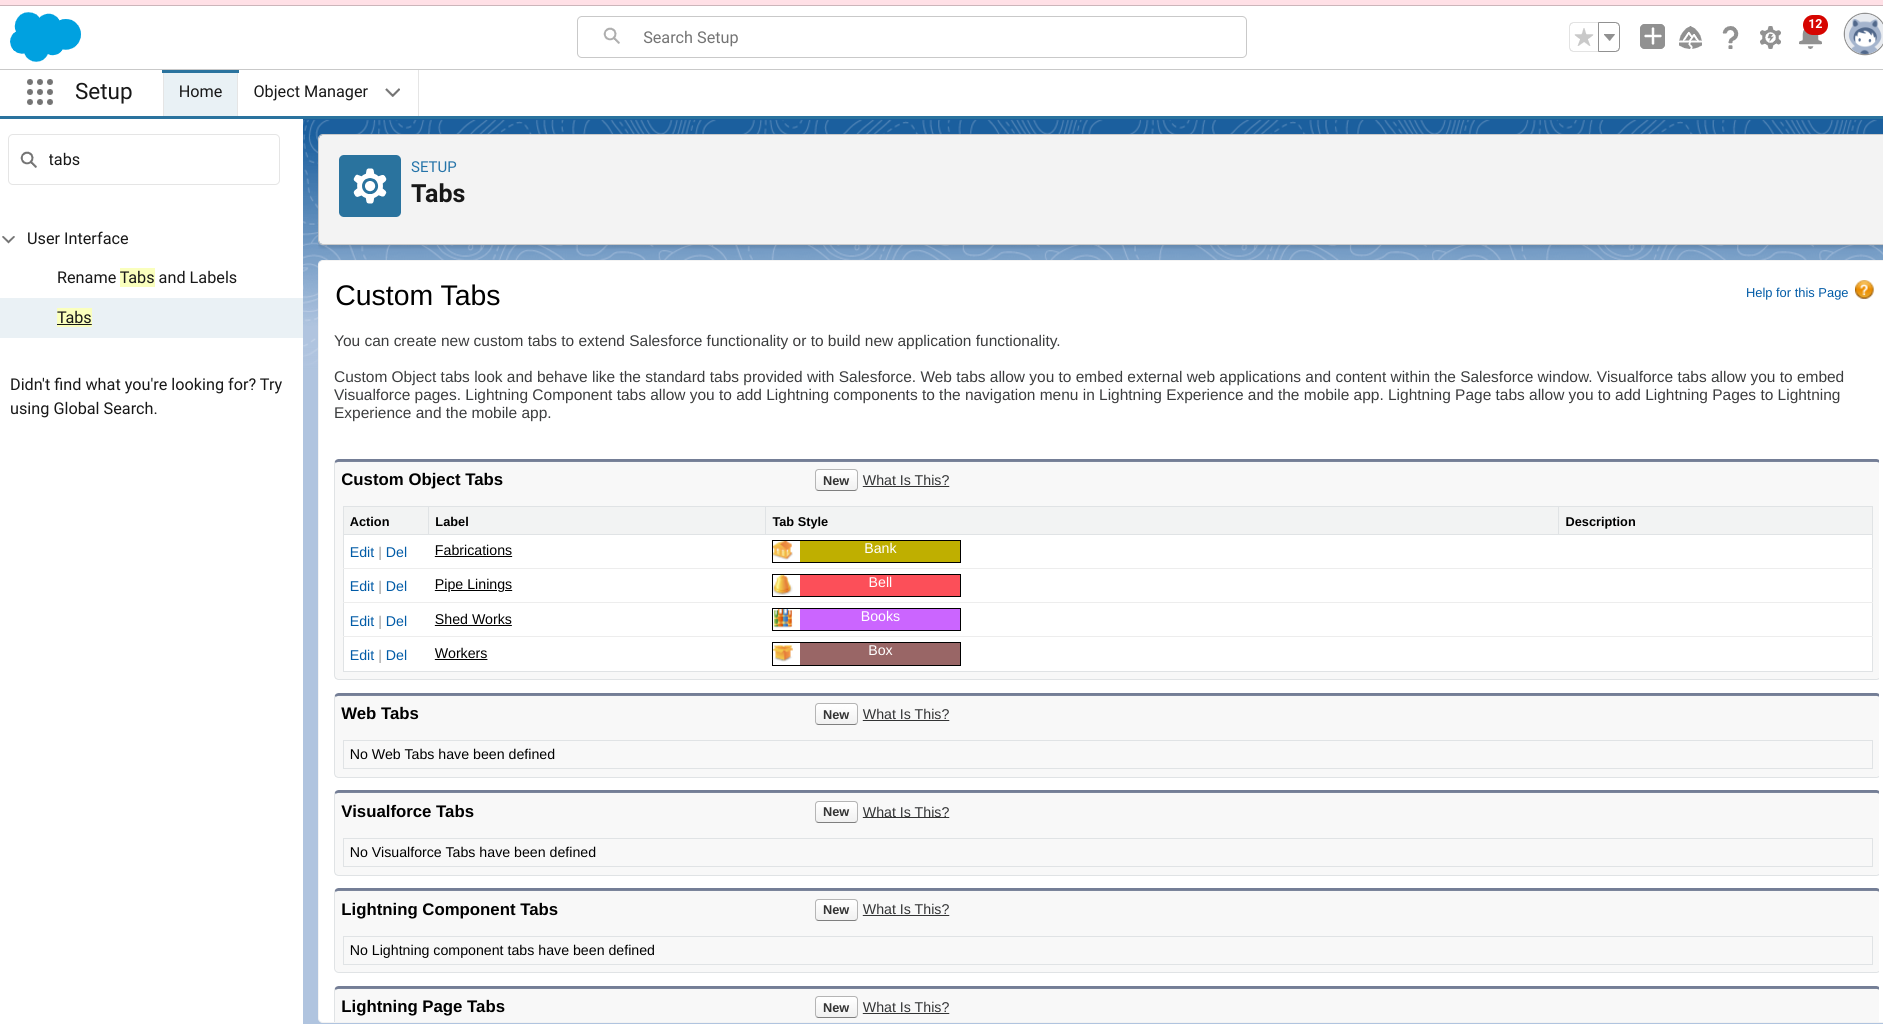 Search Setup
12
Setup
Home
Object Manager
tabs
User Interface
Rename Tabs and Labels
Tabs
Didn't find what you're looking for? Try
using Global Search.
SETUP
Tabs
Custom Tabs
Help for this Page ?
You can create new custom tabs to extend Salesforce functionality or to build new application functionality.
Custom Object tabs look and behave like the standard tabs provided with Salesforce. Web tabs allow you to embed external web applications and content within the Salesforce window. Visualforce tabs allow you to embed
Visualforce pages. Lightning Component tabs allow you to add Lightning components to the navigation menu in Lightning Experience and the mobile app. Lightning Page tabs allow you to add Lightning Pages to Lightning
Experience and the mobile app.
Custom Object Tabs New What Is This?
Action Label Tab Style Description
Edit | Del Fabrications Bank
Edit | Del Pipe Linings Bell
Edit | Del Shed Works Books
Edit | Del Workers Box
Web Tabs New What Is This?
No Web Tabs have been defined
Visualforce Tabs New What Is This?
No Visualforce Tabs have been defined
Lightning Component Tabs New What Is This?
No Lightning component tabs have been defined
Lightning Page Tabs New What Is This?